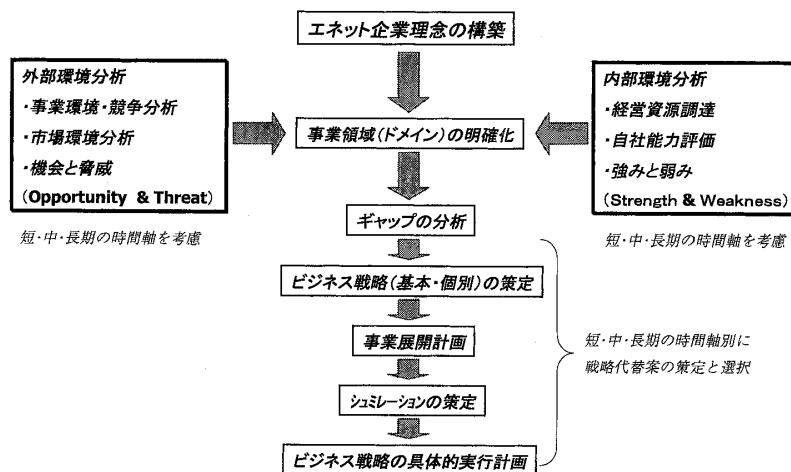 エネット企業理念の構築
外部環境分析
・事業環境・競争分析
・市場環境分析
・機会と脅威
(Opportunity & Threat)
短・中・長期の時間軸を考慮
事業領域(ドメイン)の明確化
内部環境分析
・経営資源調達
・自社能力評価
・強みと弱み
(Strength & Weakness)
短・中・長期の時間軸を考慮
ギャップの分析
ビジネス戦略(基本・個別)の策定
事業展開計画
シュミレーションの策定
ビジネス戦略の具体的実行計画
短・中・長期の時間軸別に
戦略代替案の策定と選択